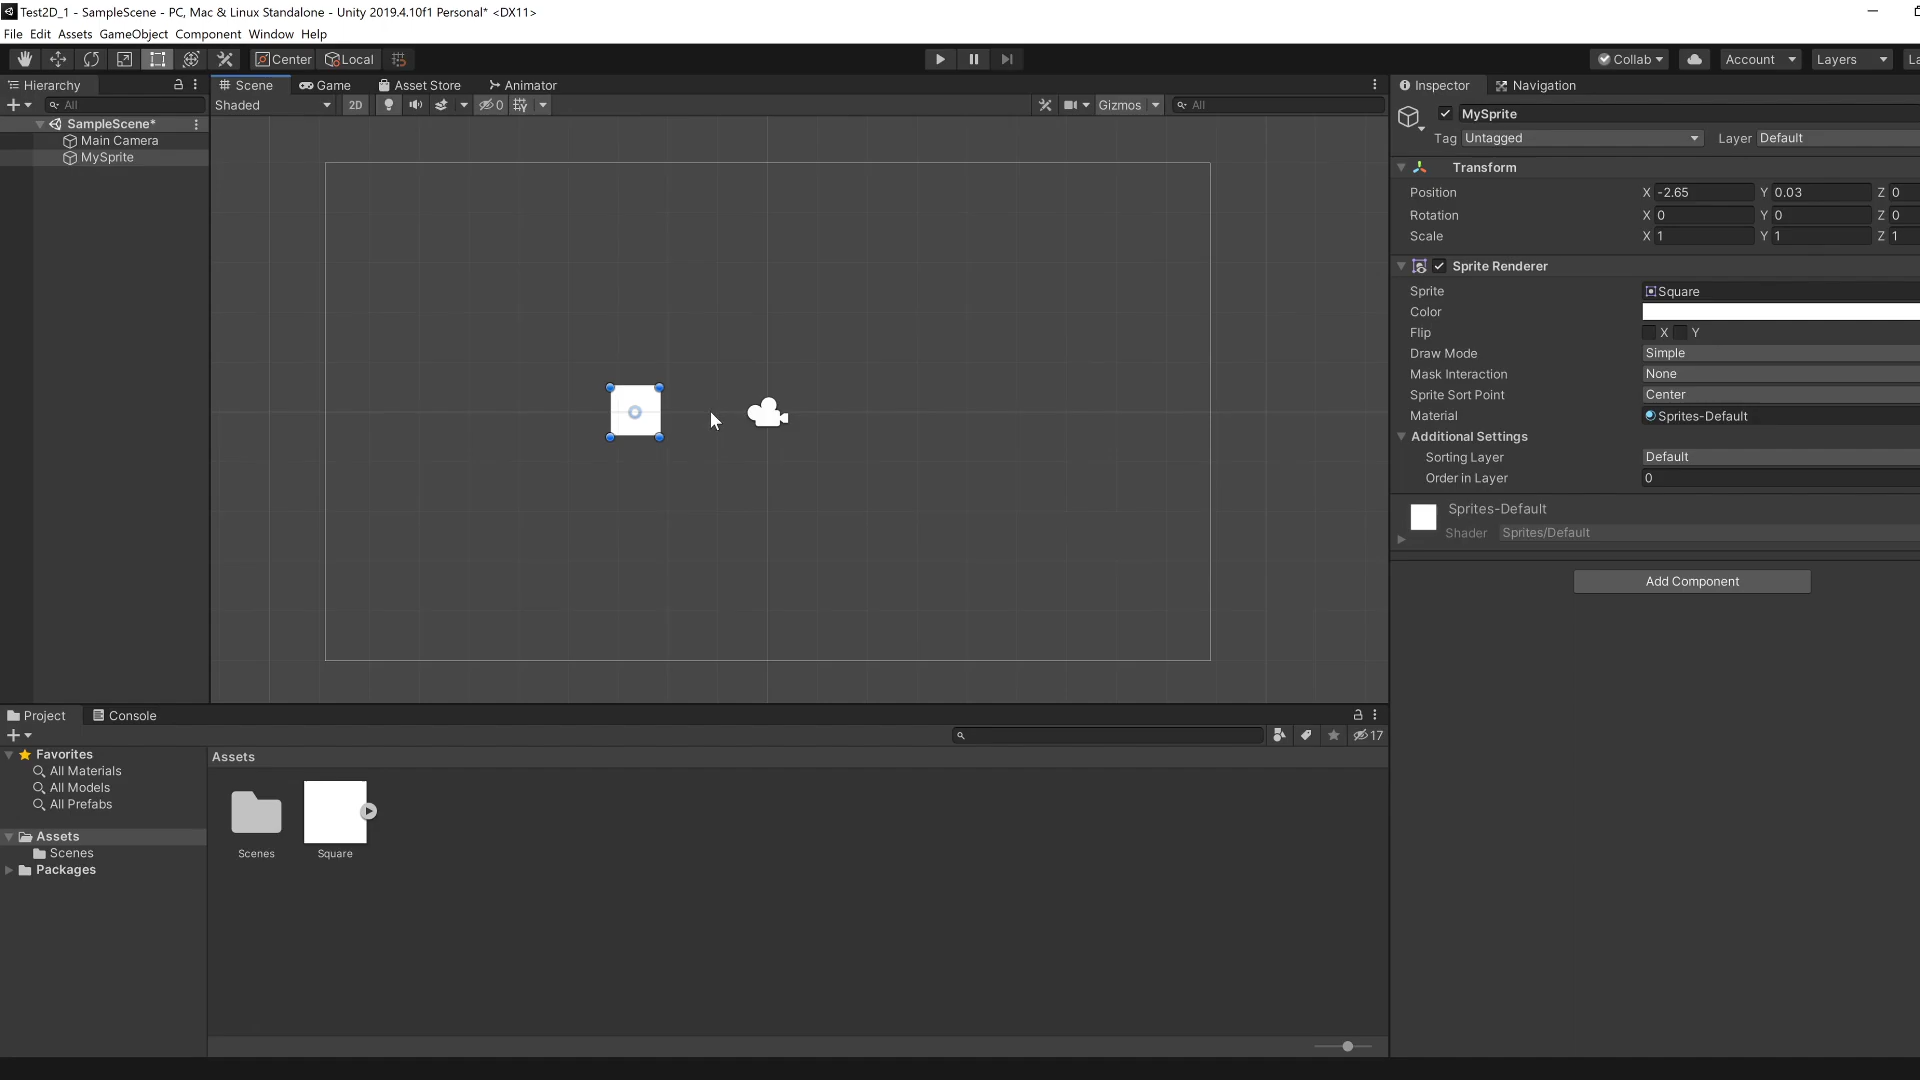 Test2D_1 - SampleScene - PC, Mac & Linux Standalone - Unity 2019.4.10f1 Personal* <DX11>
File Edit Assets GameObject Component Window Help
Center Local
Collab Account Layers La
Hierarchy
All
SampleScene*
Main Camera
MySprite
Scene Game Asset Store Animator
Shaded 2D 0 Gizmos All
Inspector Navigation
MySprite
Tag Untagged Layer Default
Transform
Position X -2.65 Y 0.03 Z 0
Rotation X 0 Y 0 Z 0
Scale X 1 Y 1 Z 1
Sprite Renderer
Sprite Square
Color
Flip X Y
Draw Mode Simple
Mask Interaction None
Sprite Sort Point Center
Material Sprites-Default
Additional Settings
Sorting Layer Default
Order in Layer 0
Sprites-Default
Shader Sprites/Default
Add Component
Project Console
17
Favorites
All Materials
All Models
All Prefabs
Assets
Scenes
Packages
Assets
Scenes Square